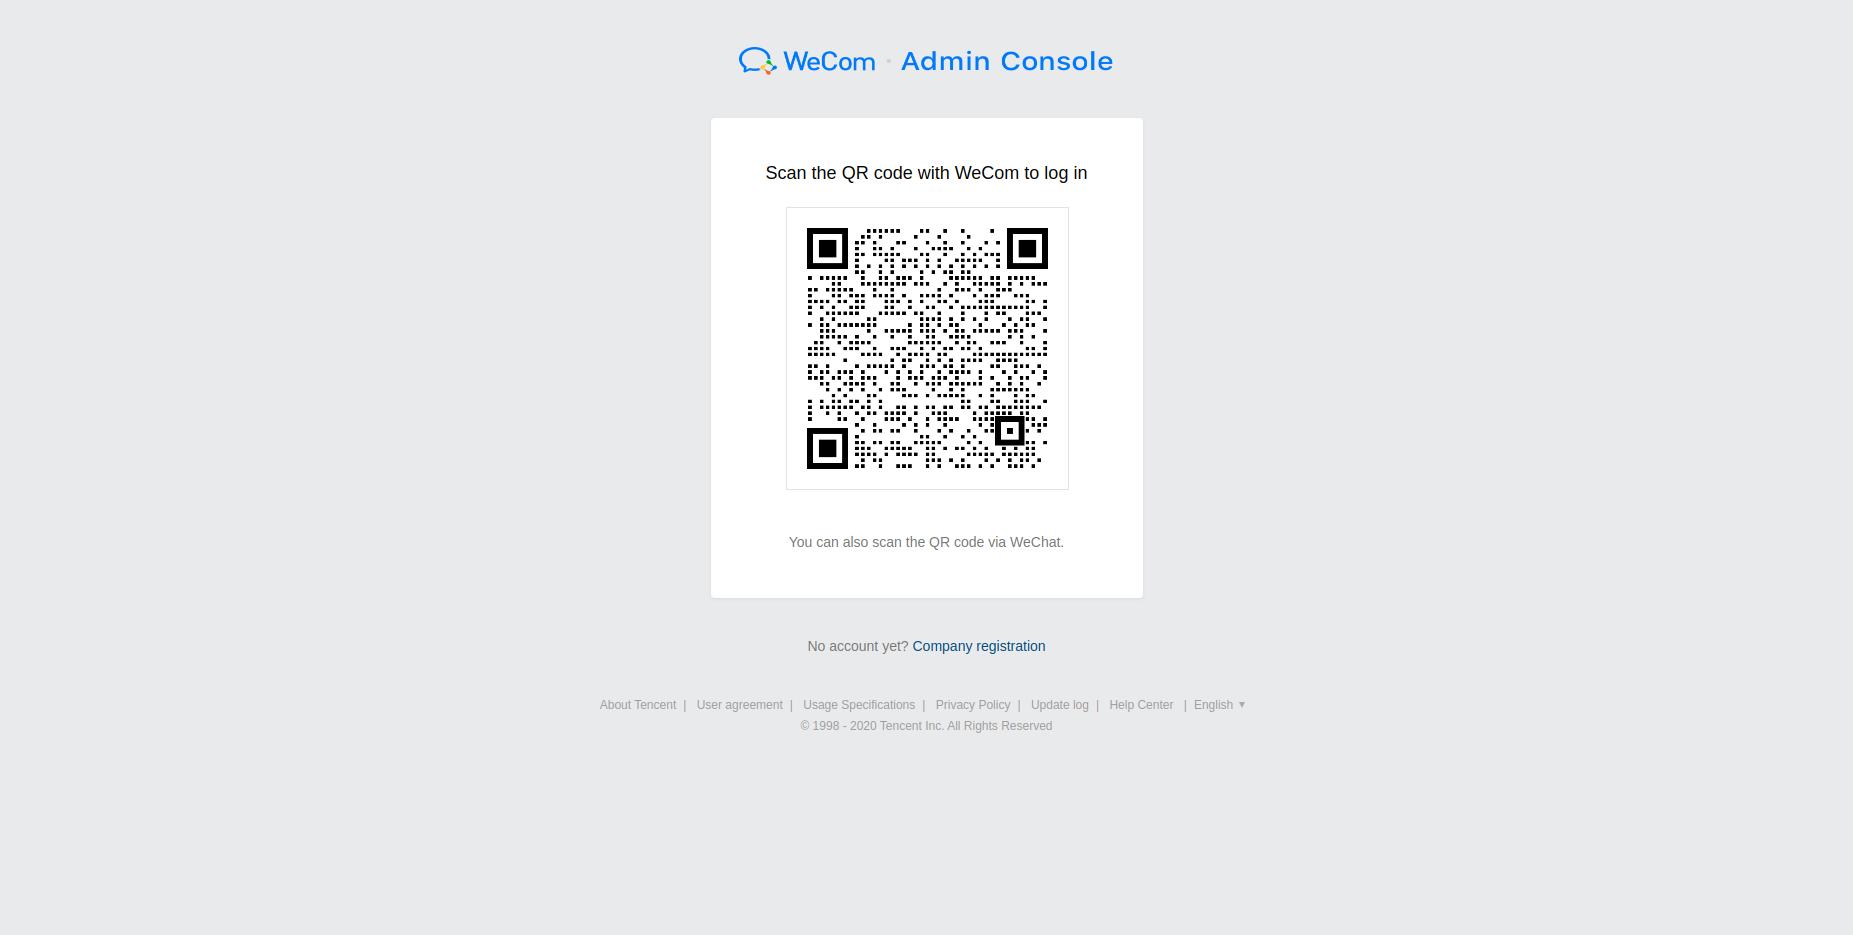 WeCom · Admin Console
Scan the QR code with WeCom to log in
You can also scan the QR code via WeChat.
No account yet? Company registration
About Tencent | User agreement | Usage Specifications | Privacy Policy | Update log | Help Center | English ▼
© 1998 - 2020 Tencent Inc. All Rights Reserved